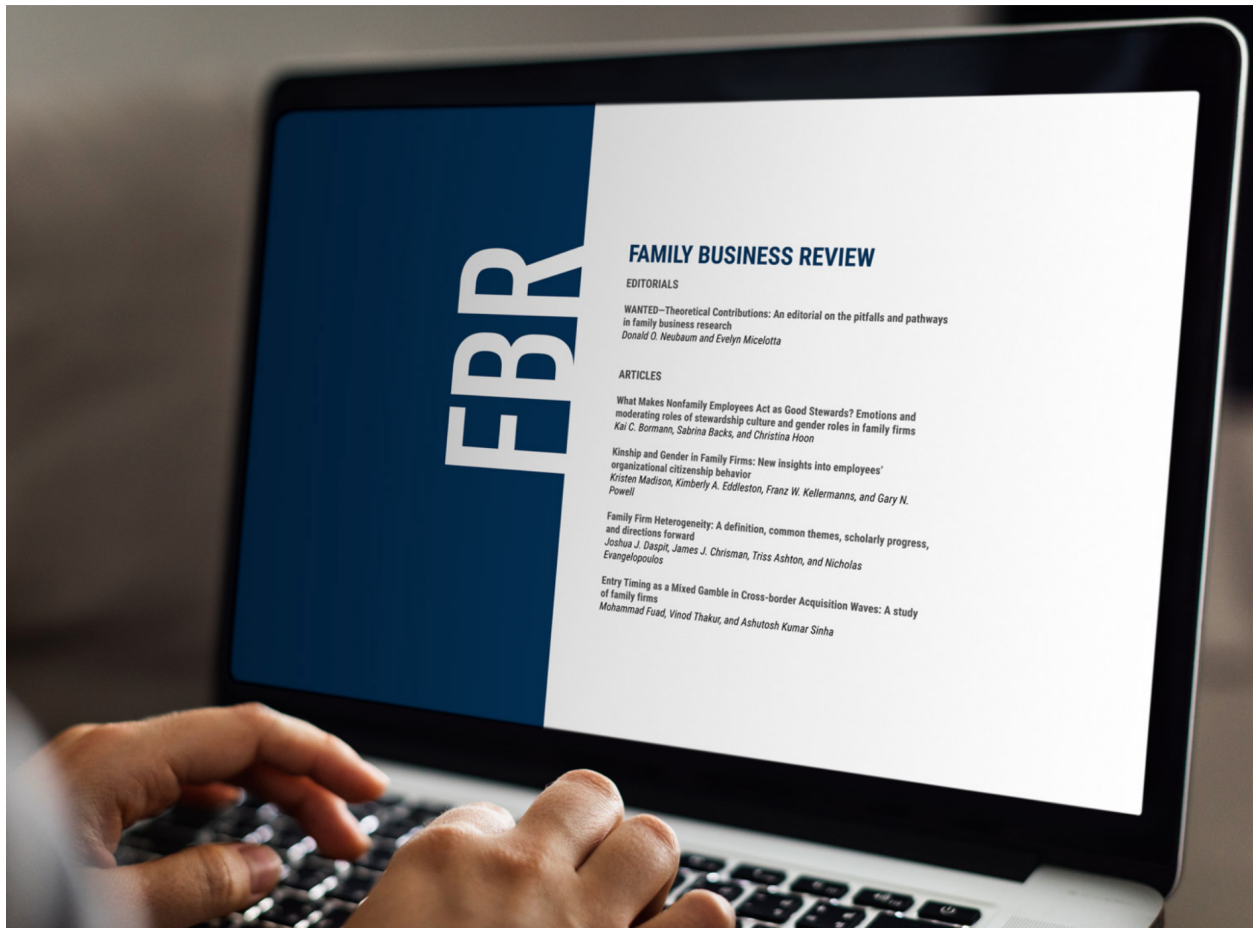 FBR
FAMILY BUSINESS REVIEW
EDITORIALS
WANTED—Theoretical Contributions: An editorial on the pitfalls and pathways
in family business research
Donald O. Neubaum and Evelyn Micelotta
ARTICLES
What Makes Nonfamily Employees Act as Good Stewards? Emotions and
moderating roles of stewardship culture and gender roles in family firms
Kai C. Bormann, Sabrina Backs, and Christina Hoon
Kinship and Gender in Family Firms: New insights into employees'
organizational citizenship behavior
Kristen Madison, Kimberly A. Eddleston, Franz W. Kellermanns, and Gary N.
Powell
Family Firm Heterogeneity: A definition, common themes, scholarly progress,
and directions forward
Joshua J. Daspit, James J. Chrisman, Triss Ashton, and Nicholas
Evangelopoulos
Entry Timing as a Mixed Gamble in Cross-border Acquisition Waves: A study
of family firms
Mohammad Fuad, Vinod Thakur, and Ashutosh Kumar Sinha